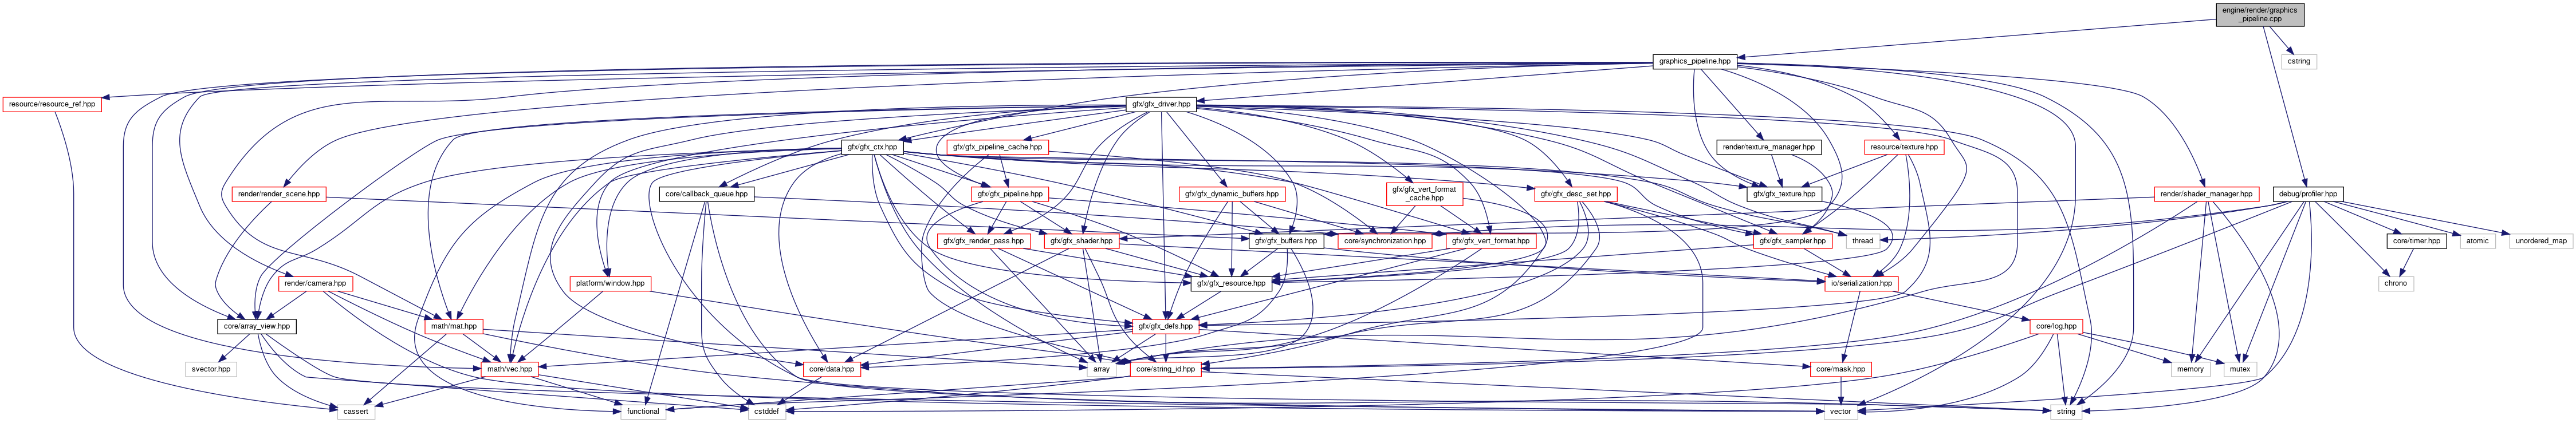 engine/render/graphics
_pipeline.cpp
graphics_pipeline.hpp
cstring
resource/resource_ref.hpp
gfx/gfx_driver.hpp
gfx/gfx_ctx.hpp
gfx/gfx_pipeline_cache.hpp
render/texture_manager.hpp
resource/texture.hpp
render/render_scene.hpp
core/callback_queue.hpp
gfx/gfx_pipeline.hpp
gfx/gfx_dynamic_buffers.hpp
gfx/gfx_vert_format
_cache.hpp
gfx/gfx_desc_set.hpp
gfx/gfx_texture.hpp
render/shader_manager.hpp
debug/profiler.hpp
gfx/gfx_render_pass.hpp
gfx/gfx_shader.hpp
gfx/gfx_buffers.hpp
core/synchronization.hpp
gfx/gfx_vert_format.hpp
gfx/gfx_sampler.hpp
thread
core/timer.hpp
atomic
unordered_map
render/camera.hpp
platform/window.hpp
gfx/gfx_resource.hpp
io/serialization.hpp
chrono
core/array_view.hpp
math/mat.hpp
gfx/gfx_defs.hpp
core/log.hpp
svector.hpp
math/vec.hpp
core/data.hpp
array
core/string_id.hpp
core/mask.hpp
memory
mutex
cassert
functional
cstddef
vector
string